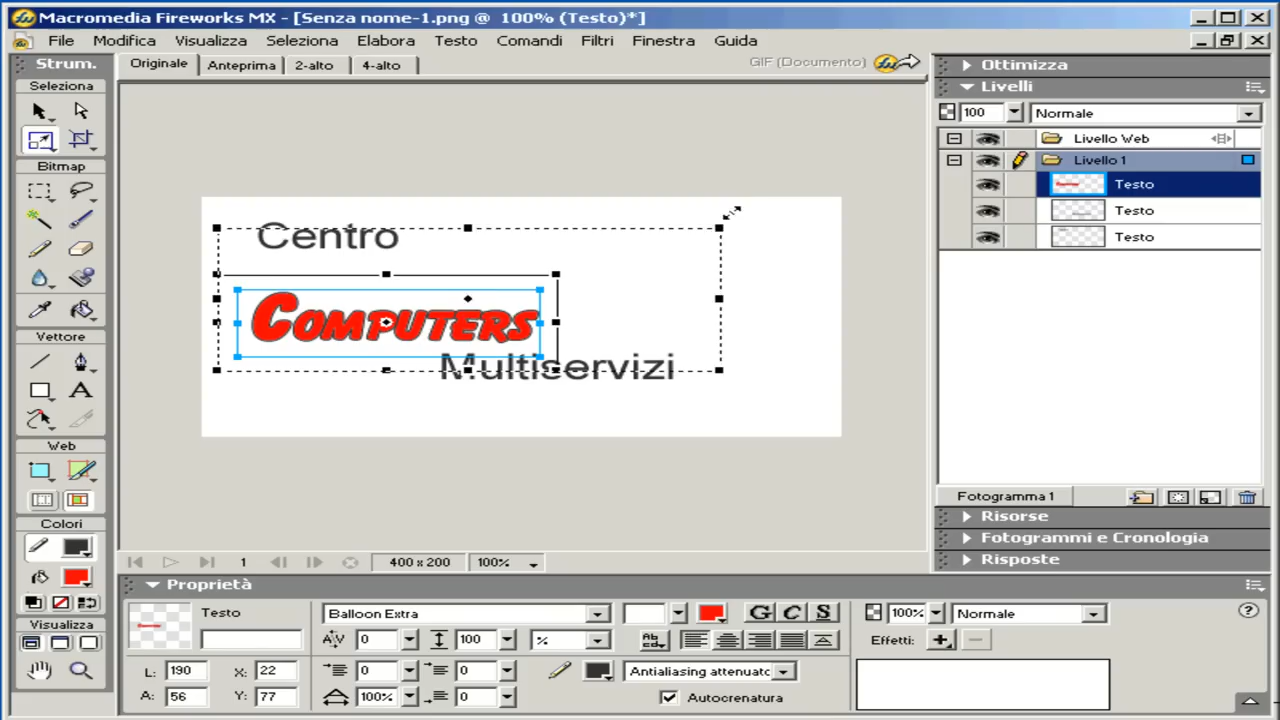 Macromedia Fireworks MX - [Senza nome-1.png @ 100% (Testo)*]
File Modifica Visualizza Seleziona Elabora Testo Comandi Filtri Finestra Guida
Strum.
Originale Anteprima 2-alto 4-alto GIF (Documento)
Seleziona
Bitmap
Vettore
Web
Colori
Visualizza
Centro
COMPUTERS
Multiservizi
1 400 x 200 100%
Ottimizza
Livelli
100 Normale
Livello Web
Livello 1
Testo
Testo
Testo
Fotogramma 1
Risorse
Fotogrammi e Cronologia
Risposte
Proprietà
Testo Balloon Extra G C S 100% Normale
AV 0 100 % Effetti:
L: 190 X: 22 0 0 Antialiasing attenuatc
A: 56 Y: 77 100% 0 Autocrenatura